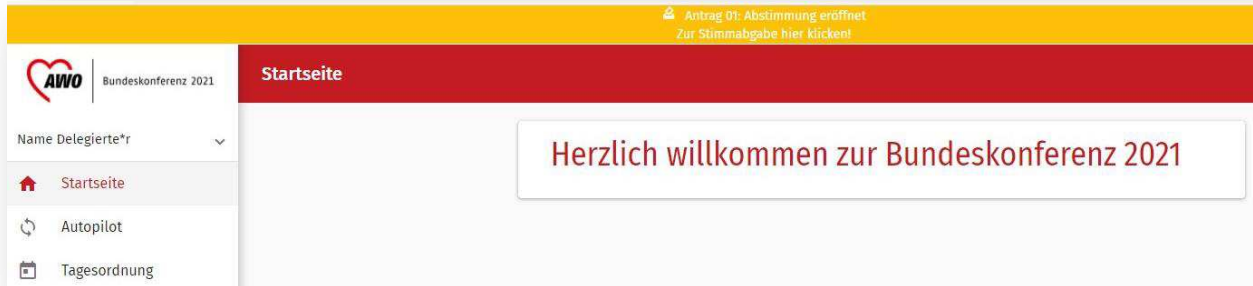 Antrag 01: Abstimmung eröffnet
Zur Stimmabgabe hier klicken!
AWO
Bundeskonferenz 2021
Startseite
Name Delegierte*r
Herzlich willkommen zur Bundeskonferenz 2021
Startseite
Autopilot
Tagesordnung